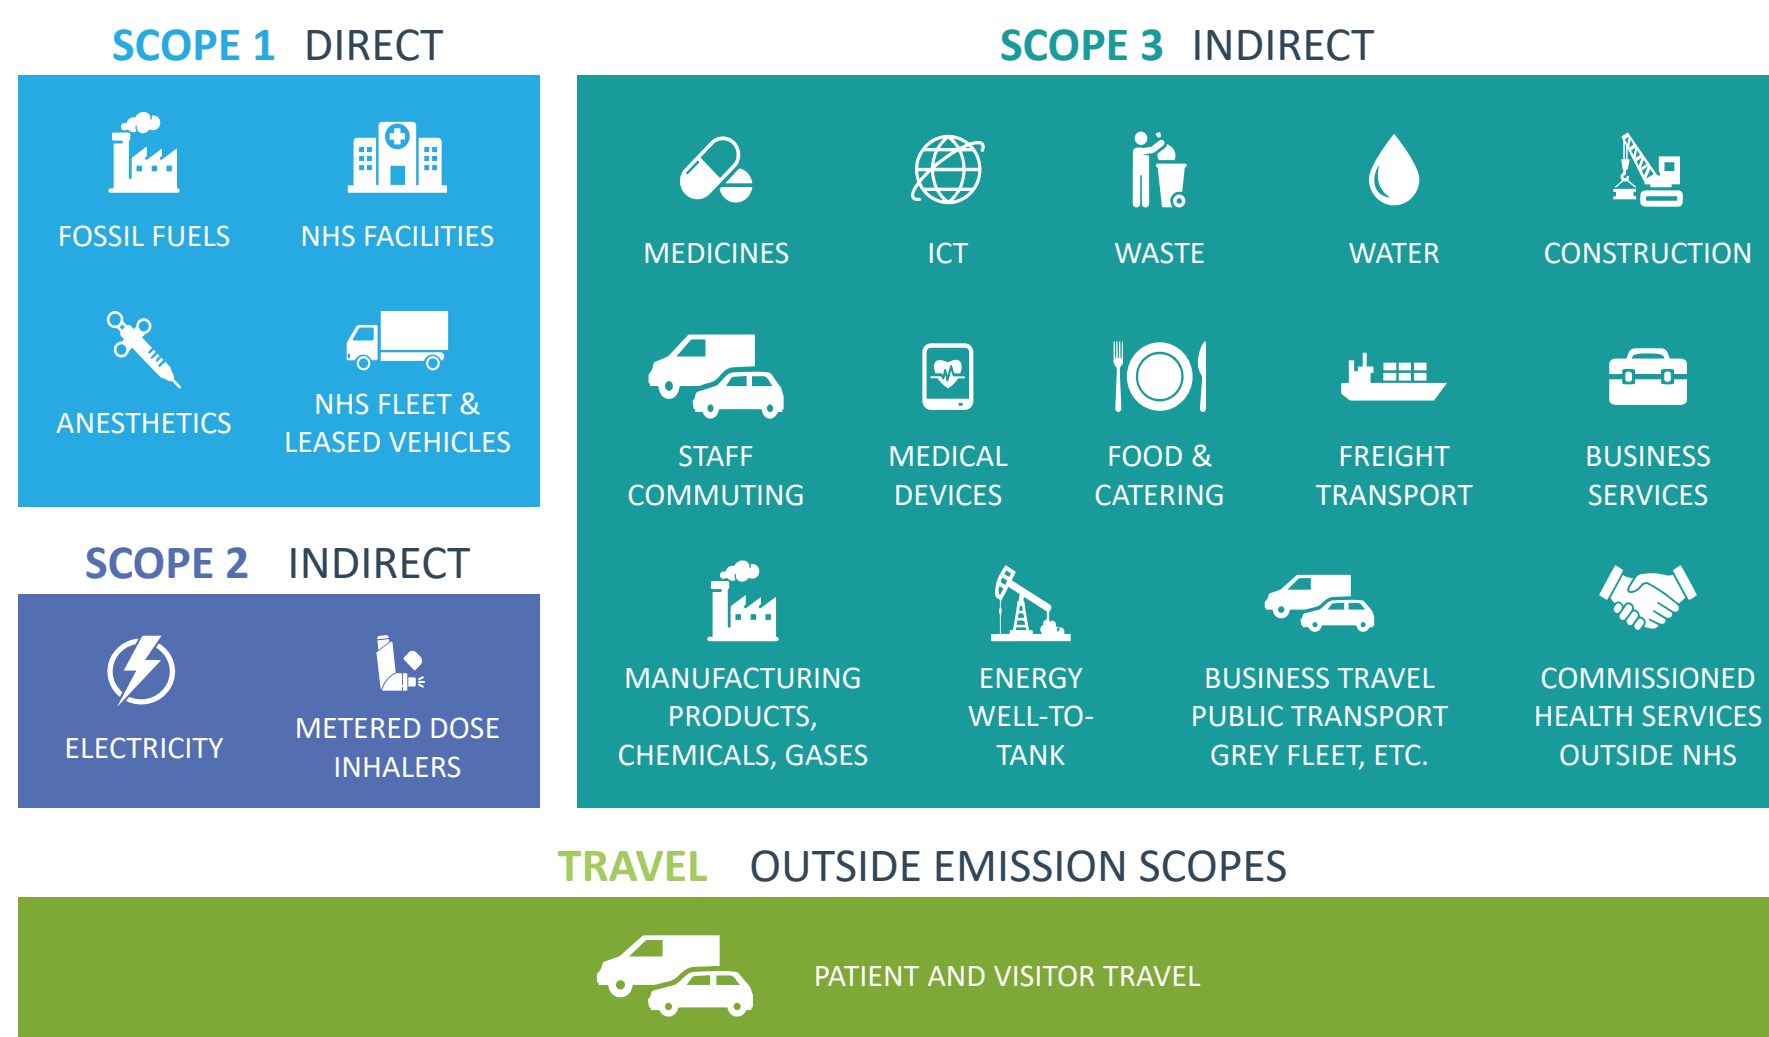 SCOPE 1 DIRECT
FOSSIL FUELS
NHS FACILITIES
ANESTHETICS
NHS FLEET &
LEASED VEHICLES
SCOPE 2 INDIRECT
ELECTRICITY
METERED DOSE
INHALERS
SCOPE 3 INDIRECT
MEDICINES
ICT
WASTE
WATER
CONSTRUCTION
STAFF
COMMUTING
MEDICAL
DEVICES
FOOD &
CATERING
FREIGHT
TRANSPORT
BUSINESS
SERVICES
MANUFACTURING
PRODUCTS,
CHEMICALS, GASES
ENERGY
WELL-TO-
TANK
BUSINESS TRAVEL
PUBLIC TRANSPORT
GREY FLEET, ETC.
COMMISSIONED
HEALTH SERVICES
OUTSIDE NHS
TRAVEL OUTSIDE EMISSION SCOPES
PATIENT AND VISITOR TRAVEL